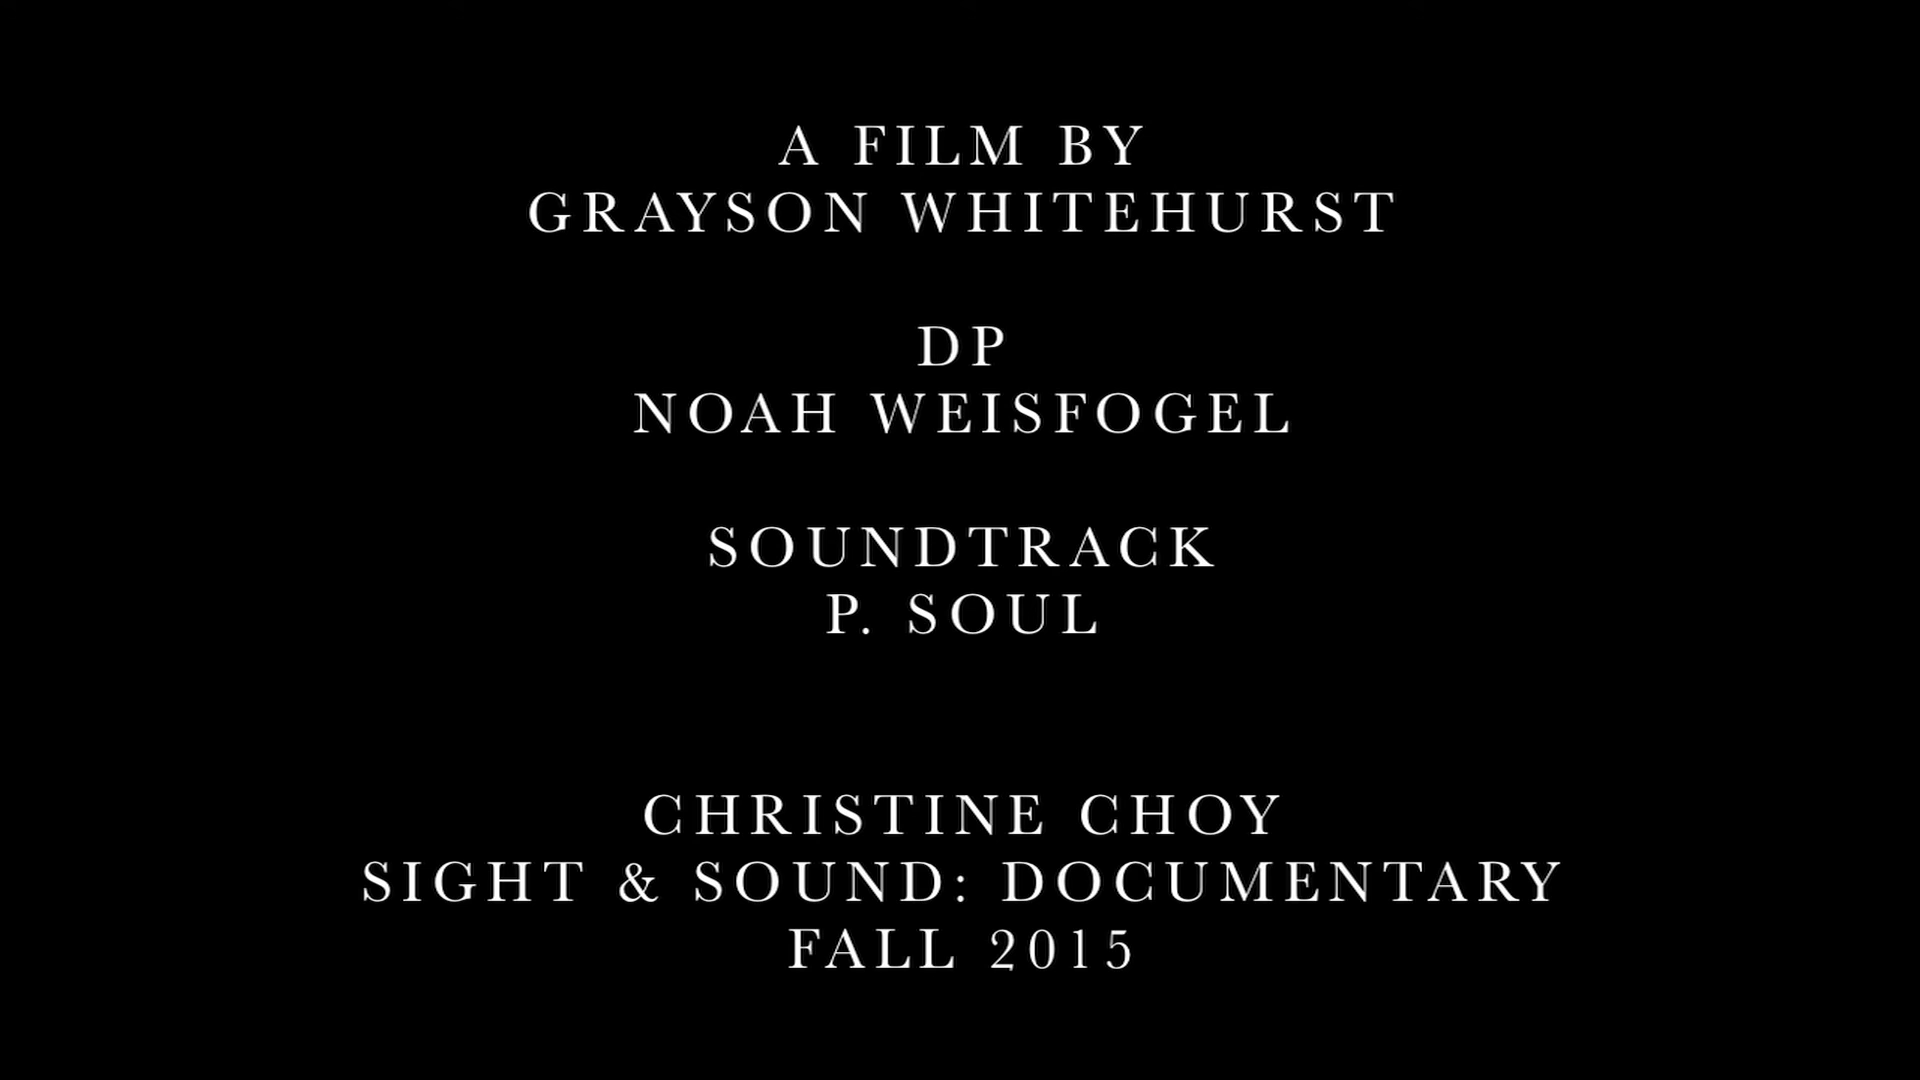 A FILM BY
GRAYSON WHITEHURST
DP
NOAH WEISFOGEL
SOUNDTRACK
P. SOUL
CHRISTINE CHOY
SIGHT & SOUND: DOCUMENTARY
FALL 2015